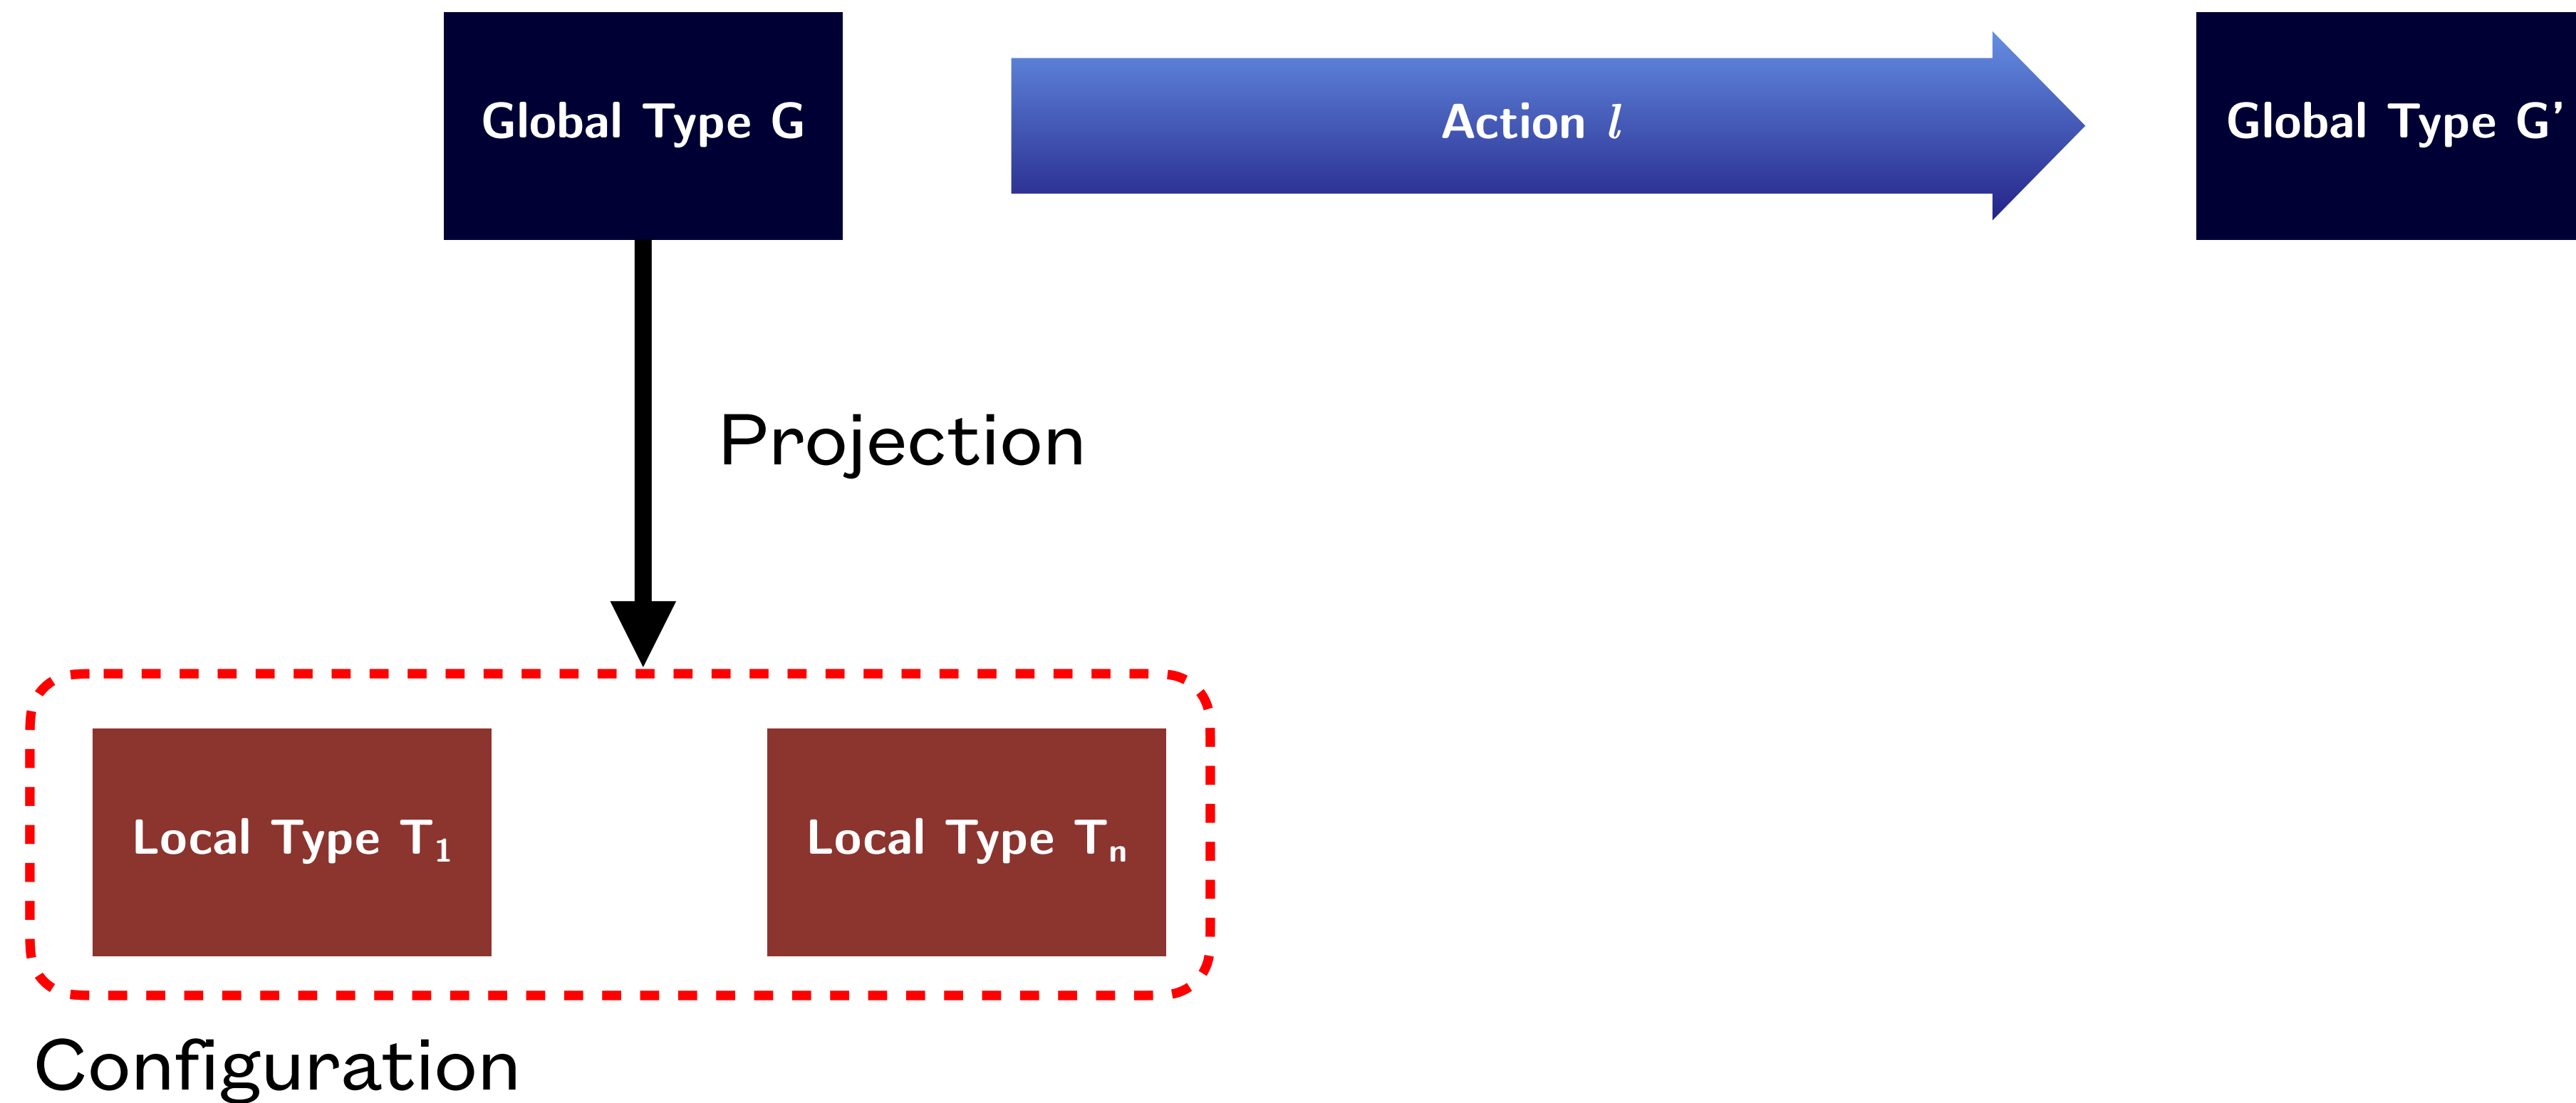 Global Type G
Action l
Global Type G'
Projection
Local Type T₁
Local Type Tₙ
Configuration